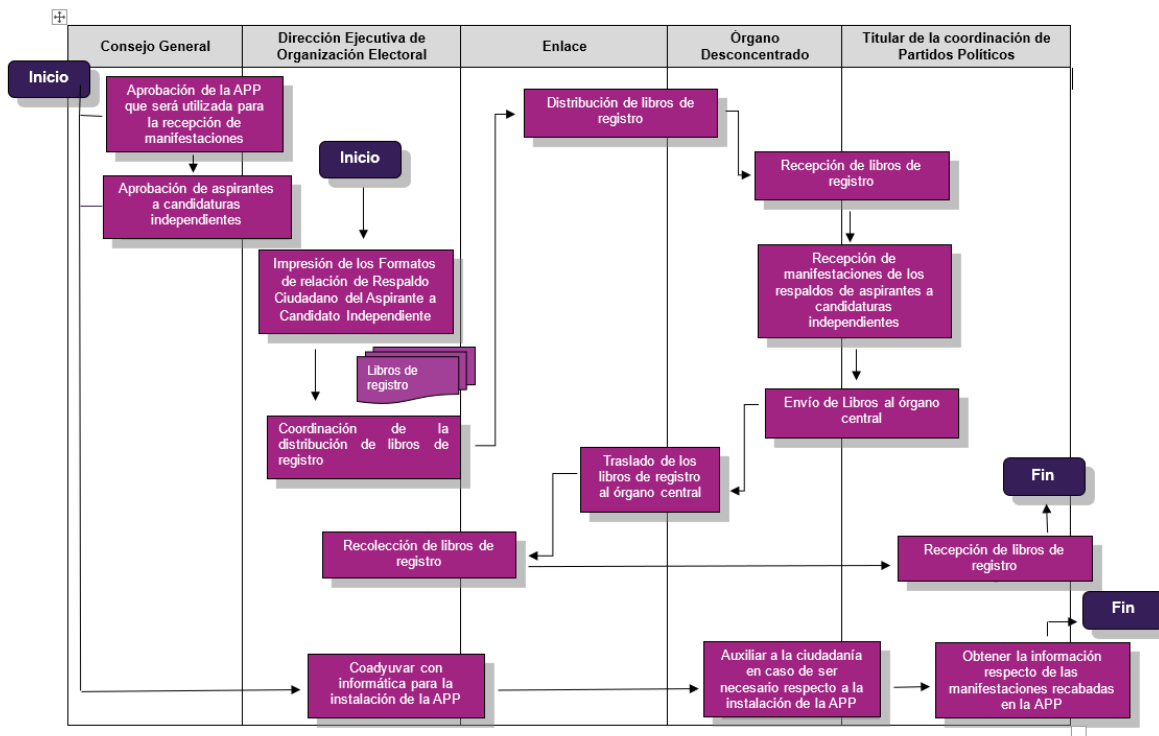 Consejo General
Dirección Ejecutiva de
Organización Electoral
Enlace
Órgano
Desconcentrado
Titular de la coordinación de
Partidos Políticos
Inicio
Aprobación de la APP
que será utilizada para
la recepción de
manifestaciones
Aprobación de aspirantes
a candidaturas
independientes
Inicio
Impresión de los Formatos
de relación de Respaldo
Ciudadano del Aspirante a
Candidato Independiente
Libros de
registro
Coordinación de la
distribución de libros de
registro
Distribución de libros de
registro
Recepción de libros de
registro
Recepción de
manifestaciones de los
respaldos de aspirantes a
candidaturas
independientes
Envío de Libros al órgano
central
Traslado de los
libros de registro
al órgano central
Recolección de libros de
registro
Recepción de libros de
registro
Fin
Coadyuvar con
informática para la
instalación de la APP
Auxiliar a la ciudadanía
en caso de ser
necesario respecto a la
instalación de la APP
Obtener la información
respecto de las
manifestaciones recabadas
en la APP
Fin